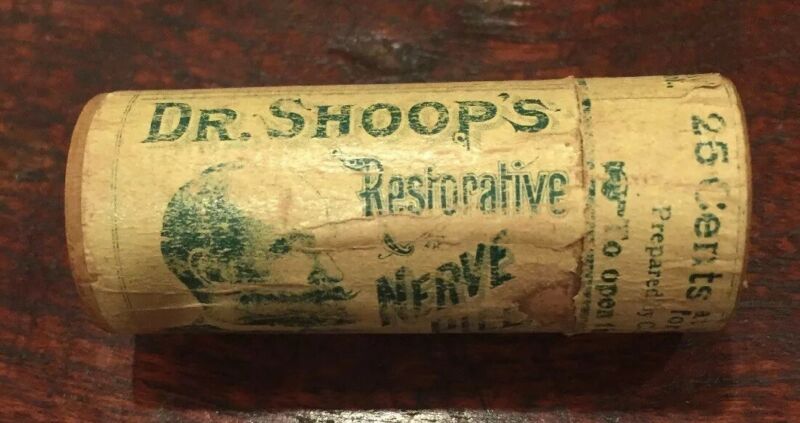 DR. SHOOP'S
Restorative
NERVE
To open
25 Cents
Prepared by